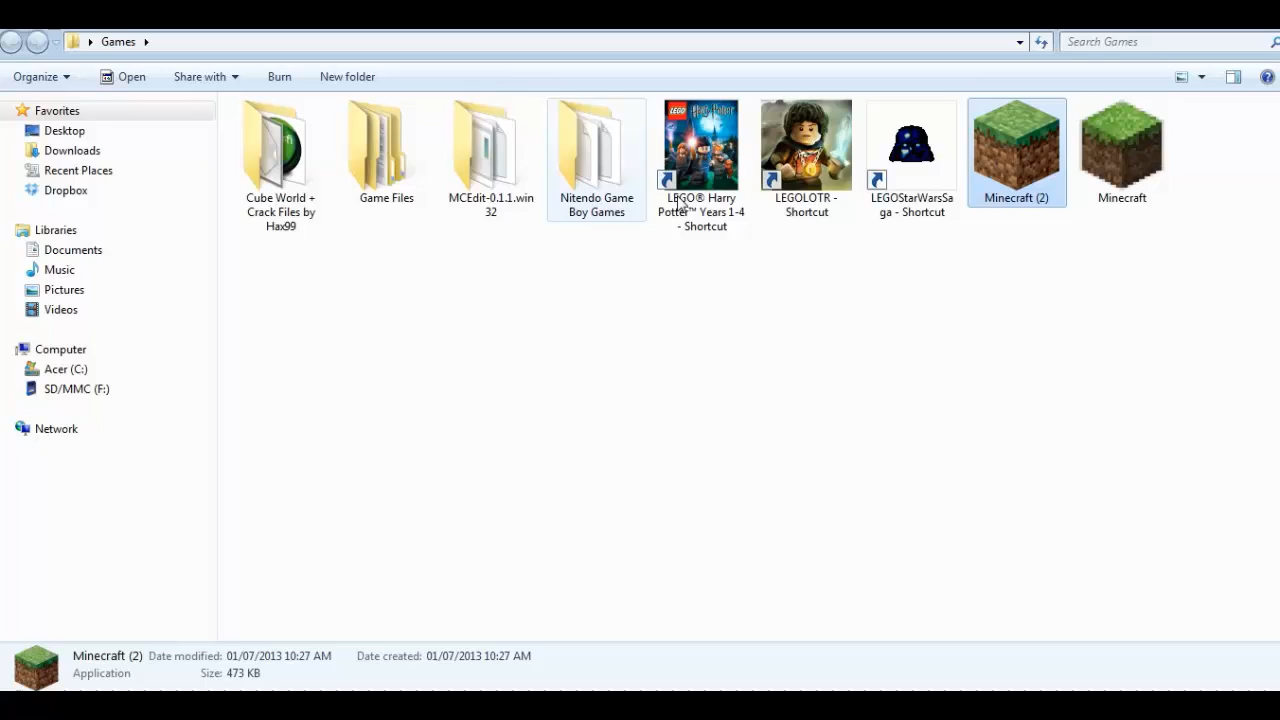 Games
Search Games
Organize
Open
Share with
Burn
New folder
Favorites
Desktop
Downloads
Recent Places
Dropbox
Libraries
Documents
Music
Pictures
Videos
Computer
Acer (C:)
SD/MMC (F:)
Network
Cube World +
Crack Files by
Hax99
Game Files
MCEdit-0.1.1.win
32
Nitendo Game
Boy Games
LEGO
Harry Potter
LEGO® Harry
Potter™ Years 1-4
- Shortcut
LEGOLOTR -
Shortcut
LEGOStarWarsSa
ga - Shortcut
Minecraft (2)
Minecraft
Minecraft (2) Date modified: 01/07/2013 10:27 AM Date created: 01/07/2013 10:27 AM
Application Size: 473 KB